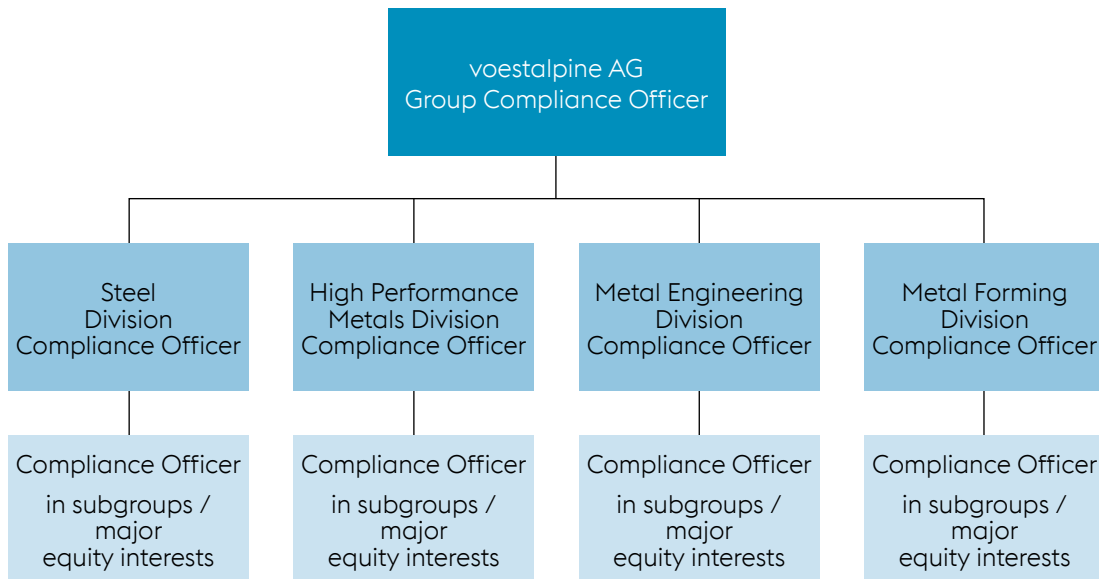 voestalpine AG
Group Compliance Officer
Steel
Division
Compliance Officer
High Performance
Metals Division
Compliance Officer
Metal Engineering
Division
Compliance Officer
Metal Forming
Division
Compliance Officer
Compliance Officer
in subgroups /
major
equity interests
Compliance Officer
in subgroups /
major
equity interests
Compliance Officer
in subgroups /
major
equity interests
Compliance Officer
in subgroups /
major
equity interests